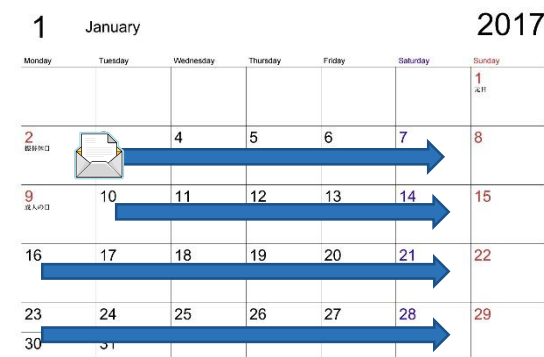 1 January 2017
Monday Tuesday Wednesday Thursday Friday Saturday Sunday
1
元日
2 4 5 6 7 8
振替休日
9 10 11 12 13 14 15
成人の日
16 17 18 19 20 21 22
23 24 25 26 27 28 29
30 31